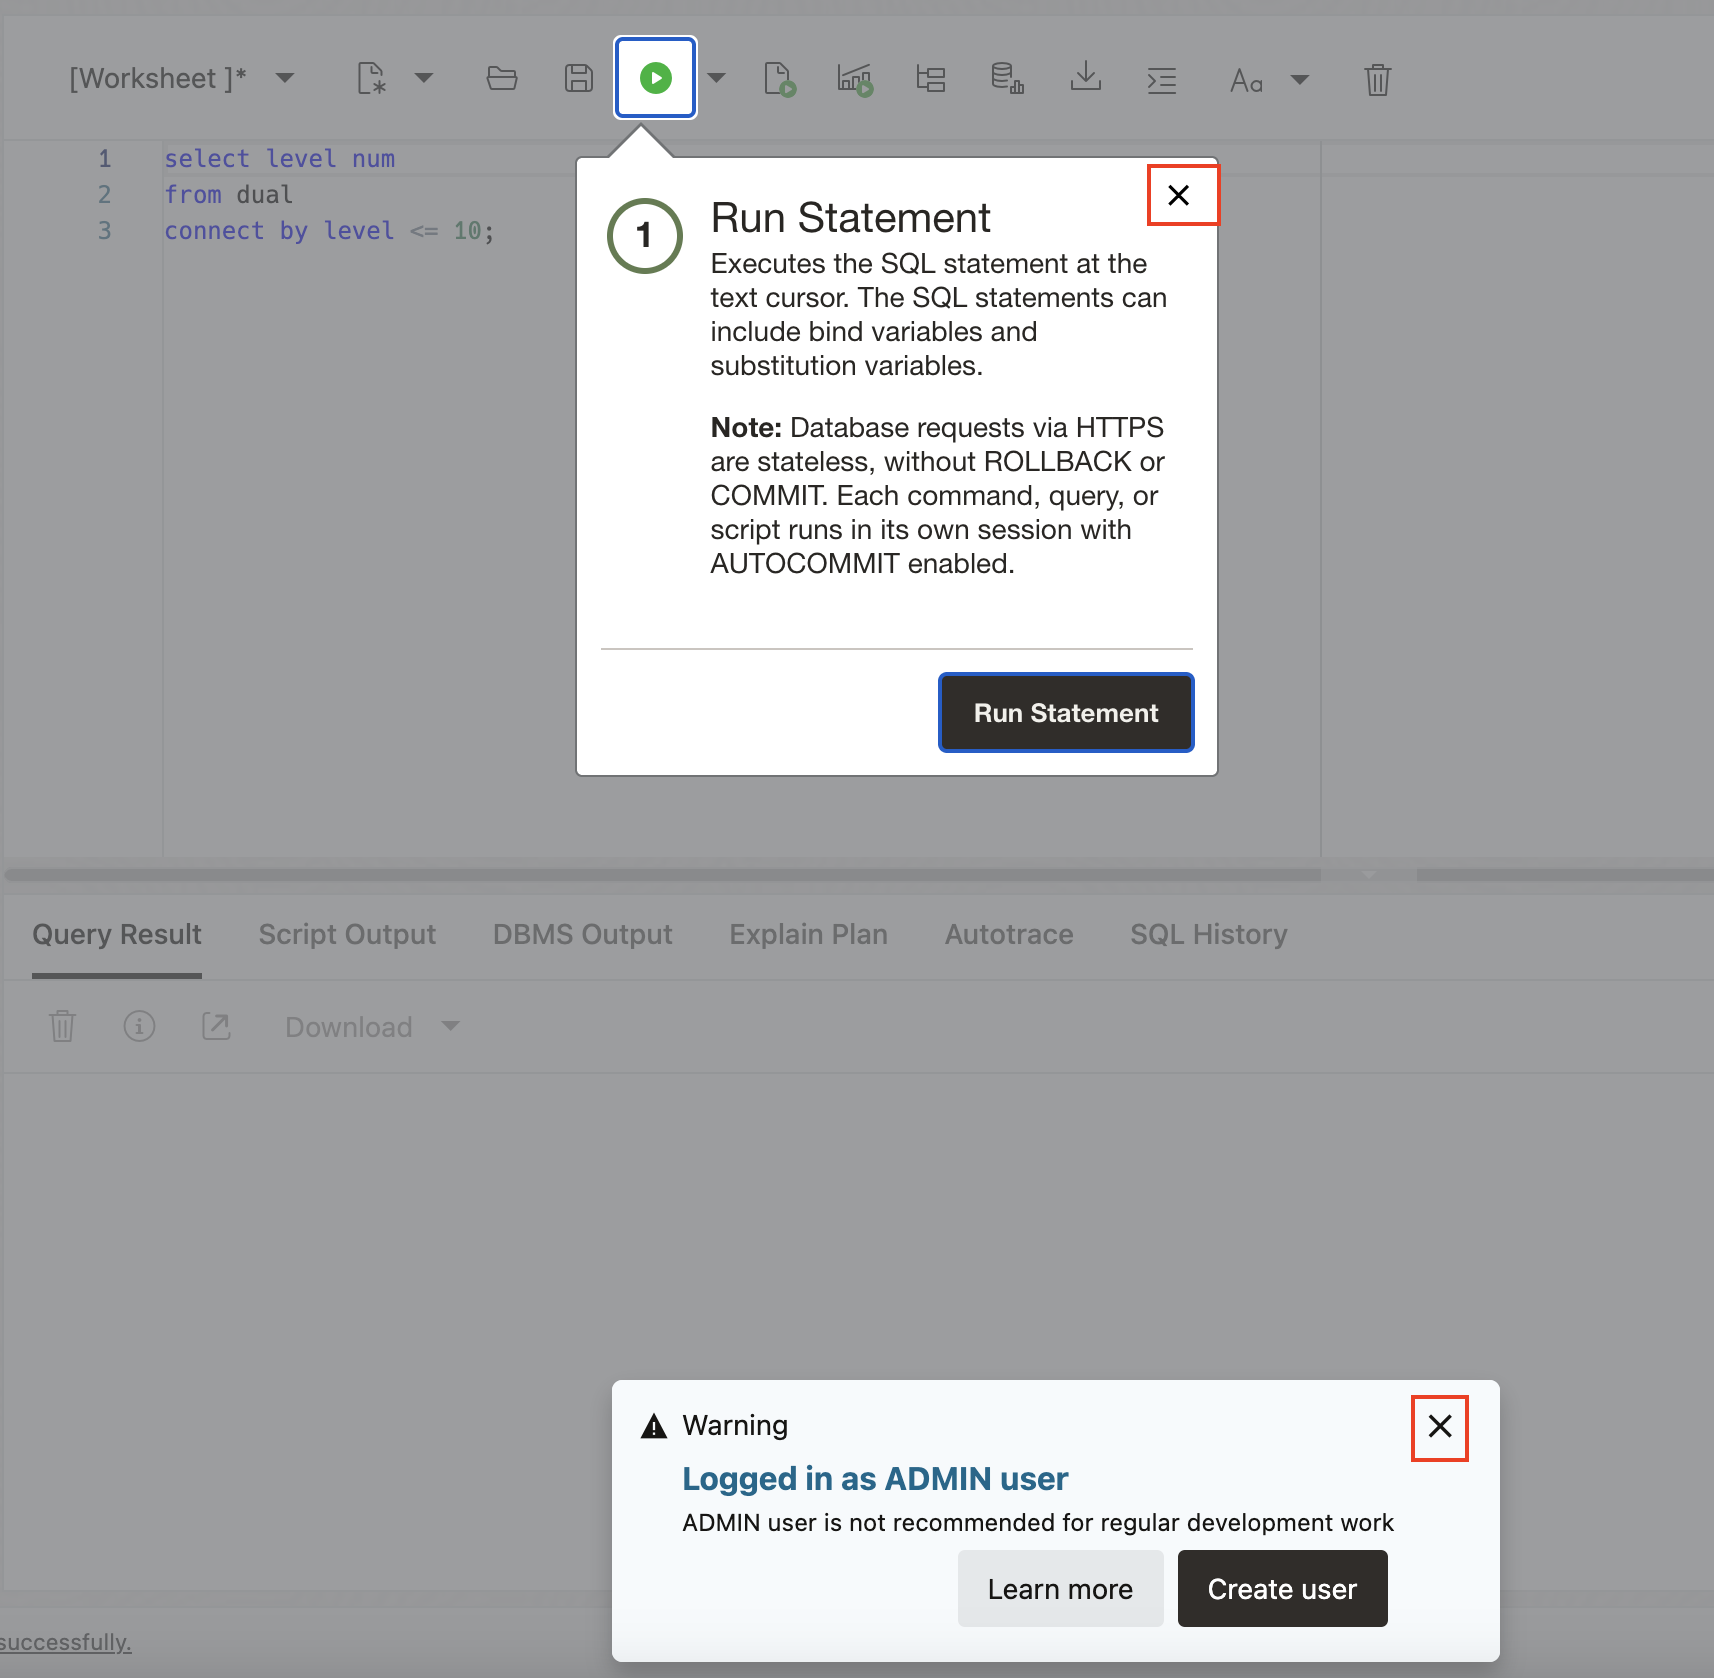 [Worksheet ]*
Aa
1 select level num
2 from dual
3 connect by level <= 10;
1
Run Statement
Executes the SQL statement at the
text cursor. The SQL statements can
include bind variables and
substitution variables.
Note: Database requests via HTTPS
are stateless, without ROLLBACK or
COMMIT. Each command, query, or
script runs in its own session with
AUTOCOMMIT enabled.
Run Statement
Query Result Script Output DBMS Output Explain Plan Autotrace SQL History
Download
Warning
Logged in as ADMIN user
ADMIN user is not recommended for regular development work
Learn more Create user
successfully.